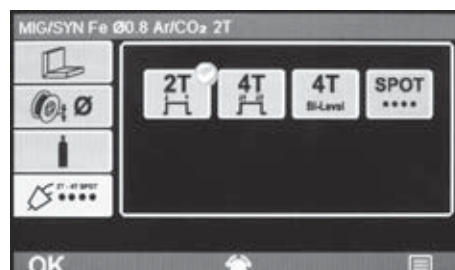 MIG/SYN Fe Ø0.8 Ar/CO₂ 2T
2T 4T 4T SPOT
Bi-Level
Ø
2T - 4T SPOT
OK